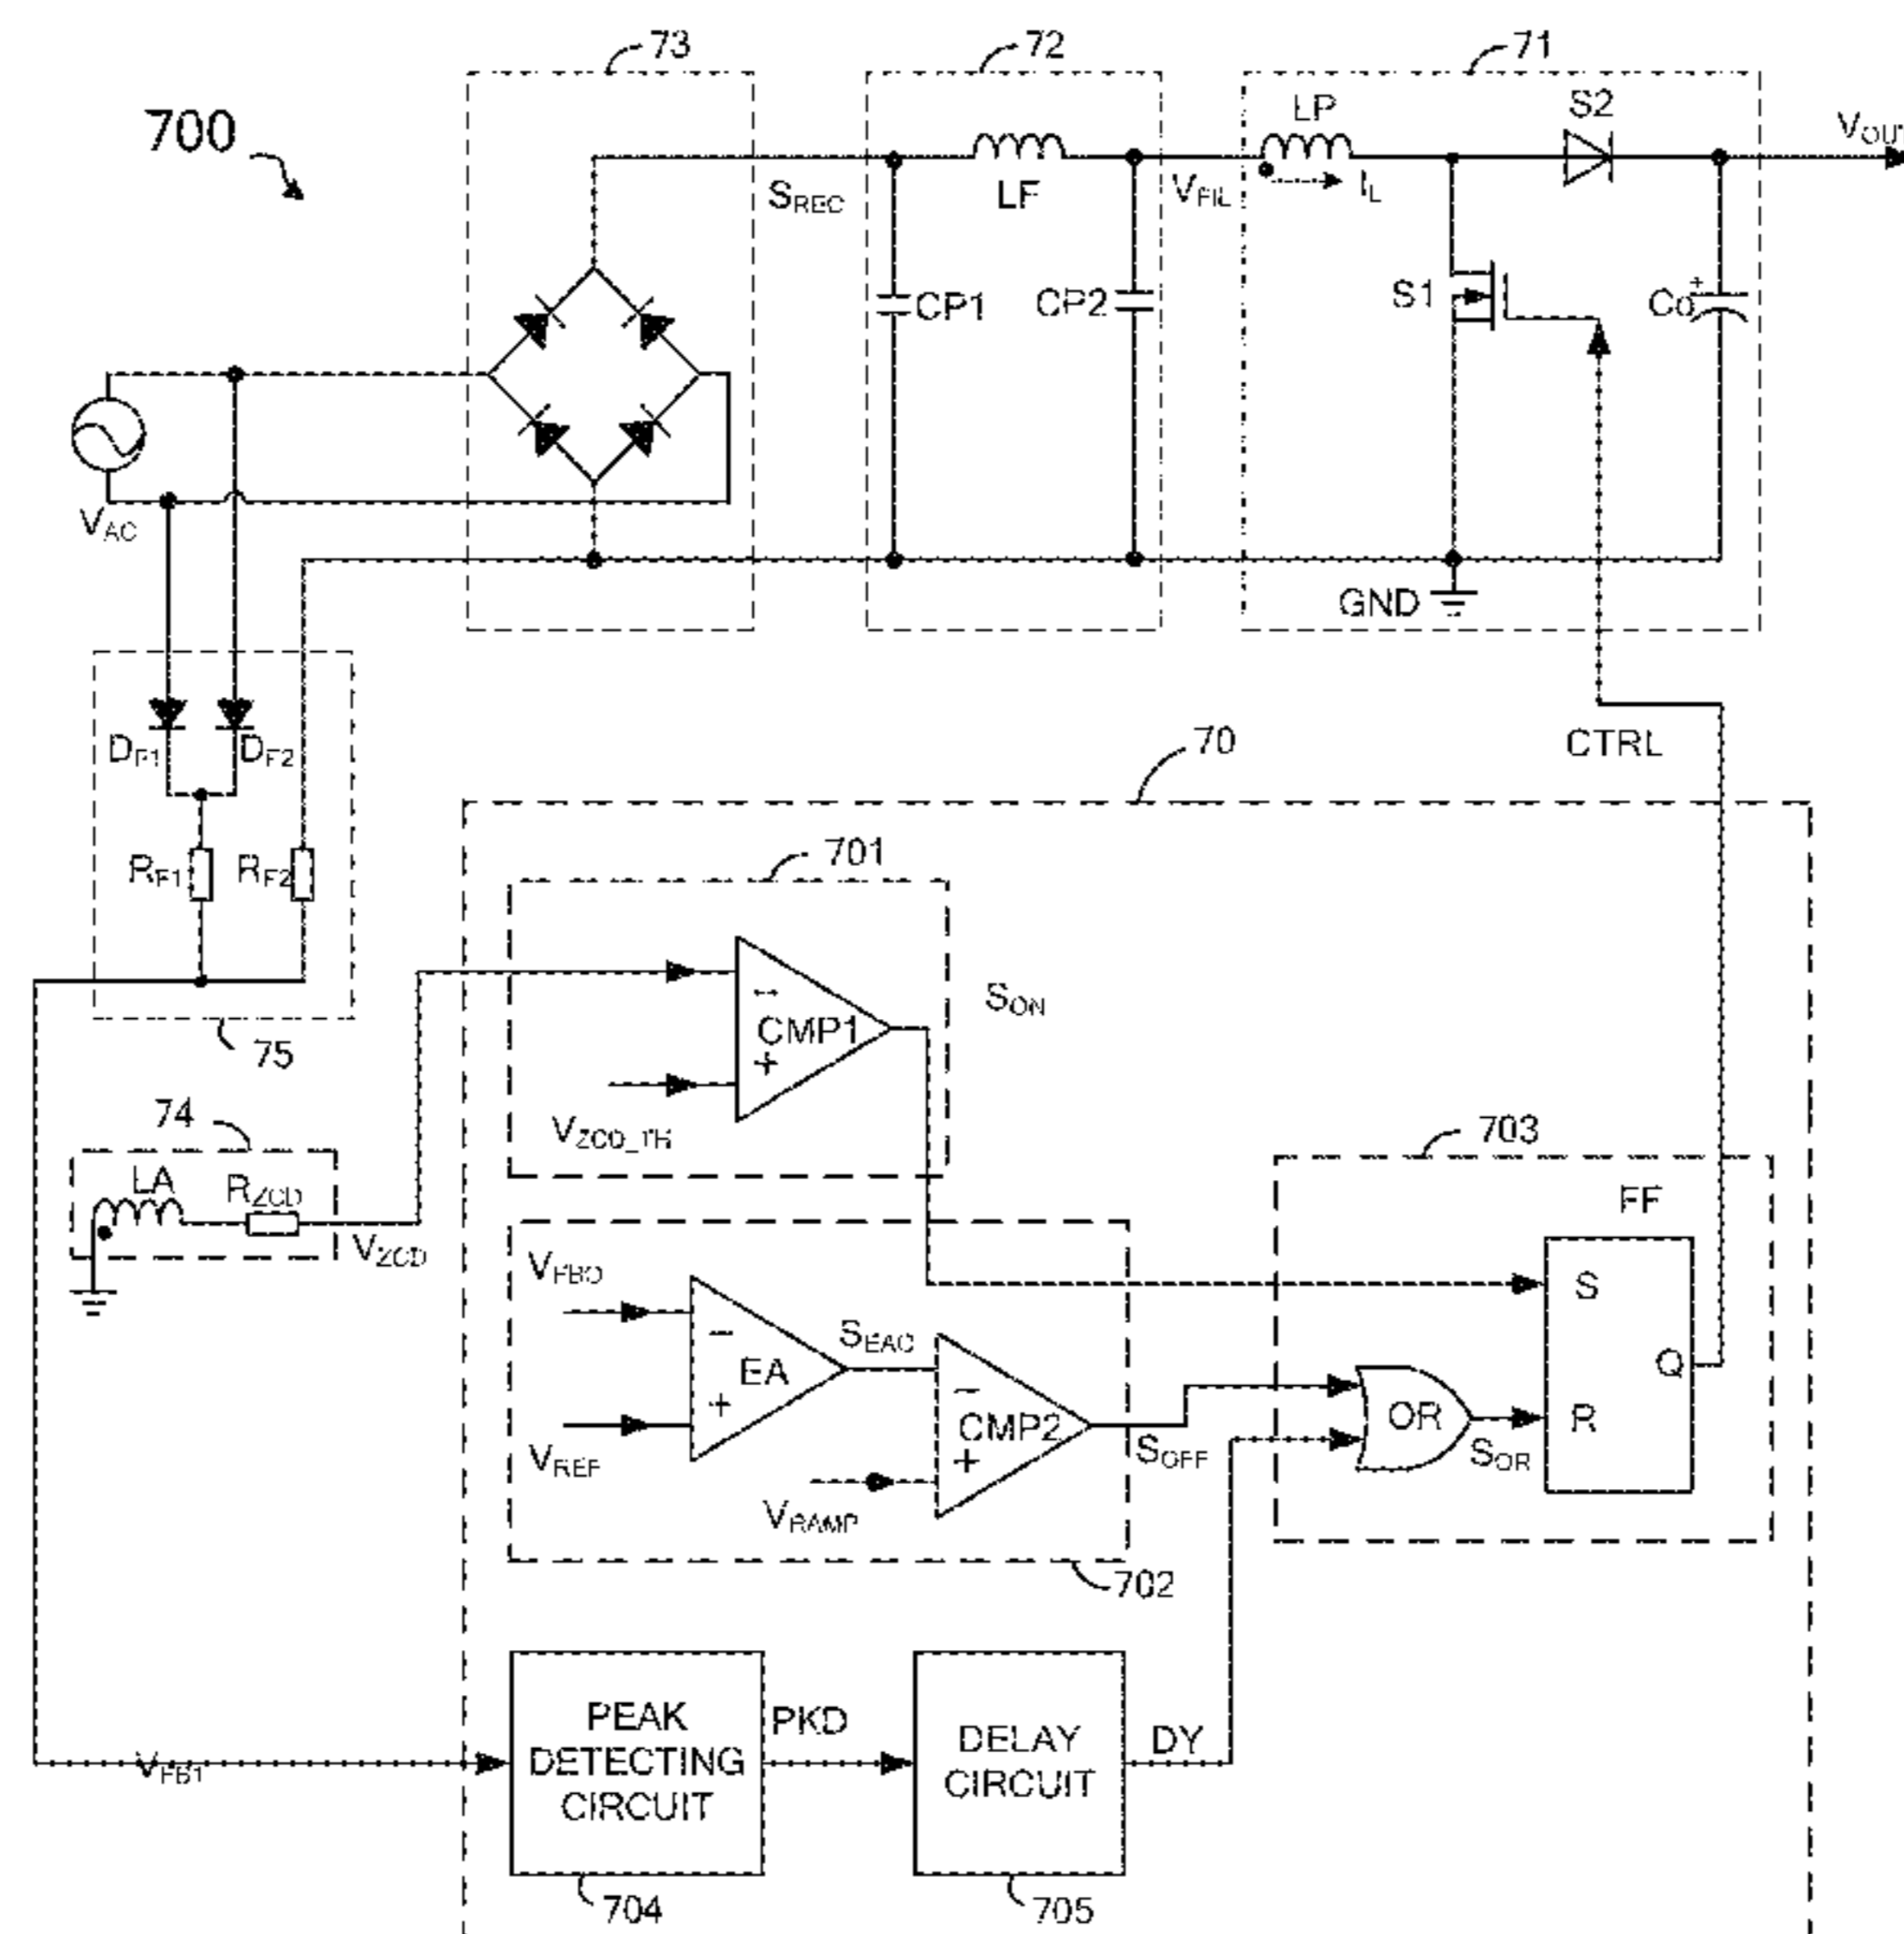 73
72
71
700
LP
S2
VOUT
SREC
LF
VFIL
IL
CP1
CP2
S1
Co
+
VAC
GND
CTRL
DF1
DF2
70
RF1
RF2
701
-
CMP1
+
SON
75
VZCD_TH
74
LA
RZCD
VZCD
703
FF
VFBO
-
EA
+
SEAO
VREF
-
CMP2
+
VRAMP
SOFF
S
Q
R
OR
SOR
702
PEAK
DETECTING
CIRCUIT
PKD
DELAY
CIRCUIT
DY
VFB1
704
705